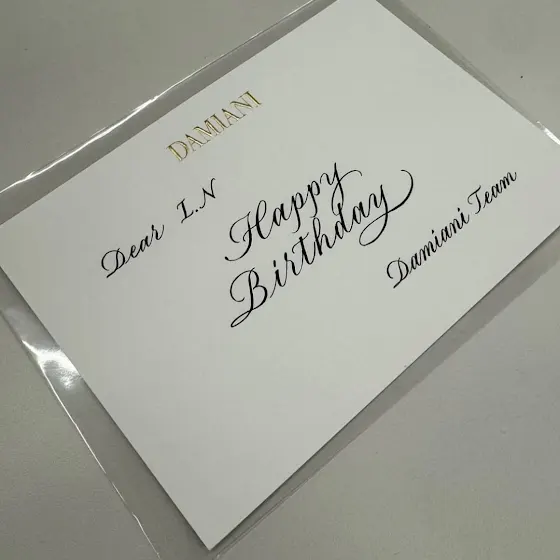 DAMIANI
Dear I.N
Happy
Birthday
Damiani Team